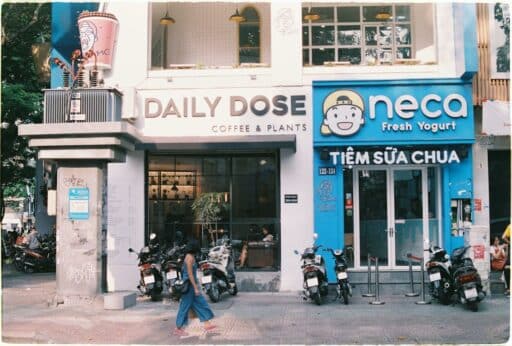 DAILY DOSE
COFFEE & PLANTS
neca
Fresh Yogurt
TIỆM SỮA CHUA